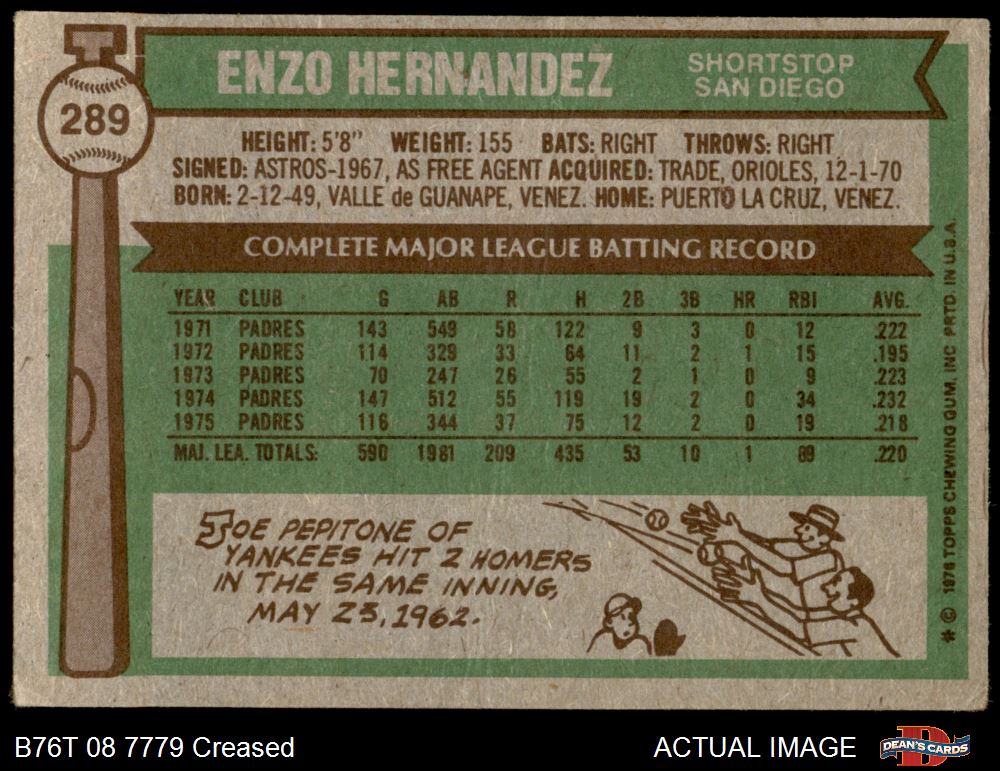 T
289
ENZO HERNANDEZ
SHORTSTOP
SAN DIEGO
HEIGHT: 5'8" WEIGHT: 155 BATS: RIGHT THROWS: RIGHT
SIGNED: ASTROS-1967, AS FREE AGENT ACQUIRED: TRADE, ORIOLES, 12-1-70
BORN: 2-12-49, VALLE de GUANAPE, VENEZ. HOME: PUERTO LA CRUZ, VENEZ.
COMPLETE MAJOR LEAGUE BATTING RECORD
YEAR CLUB G AB R H 2B 3B HR RBI AVG.
1971 PADRES 143 549 58 122 9 3 0 12 .222
1972 PADRES 114 329 33 64 11 2 1 15 .195
1973 PADRES 70 247 26 55 2 1 0 9 .223
1974 PADRES 147 512 55 119 19 2 0 34 .232
1975 PADRES 116 344 37 75 12 2 0 19 .218
MAJ. LEA. TOTALS: 590 1981 209 435 53 10 1 89 .220
JOE PEPITONE OF
YANKEES HIT 2 HOMERS
IN THE SAME INNING,
MAY 23, 1962.
* © 1976 TOPPS CHEWING GUM, INC. PRTD. IN U.S.A.
B76T 08 7779 Creased
ACTUAL IMAGE
D
DEAN'S CARDS